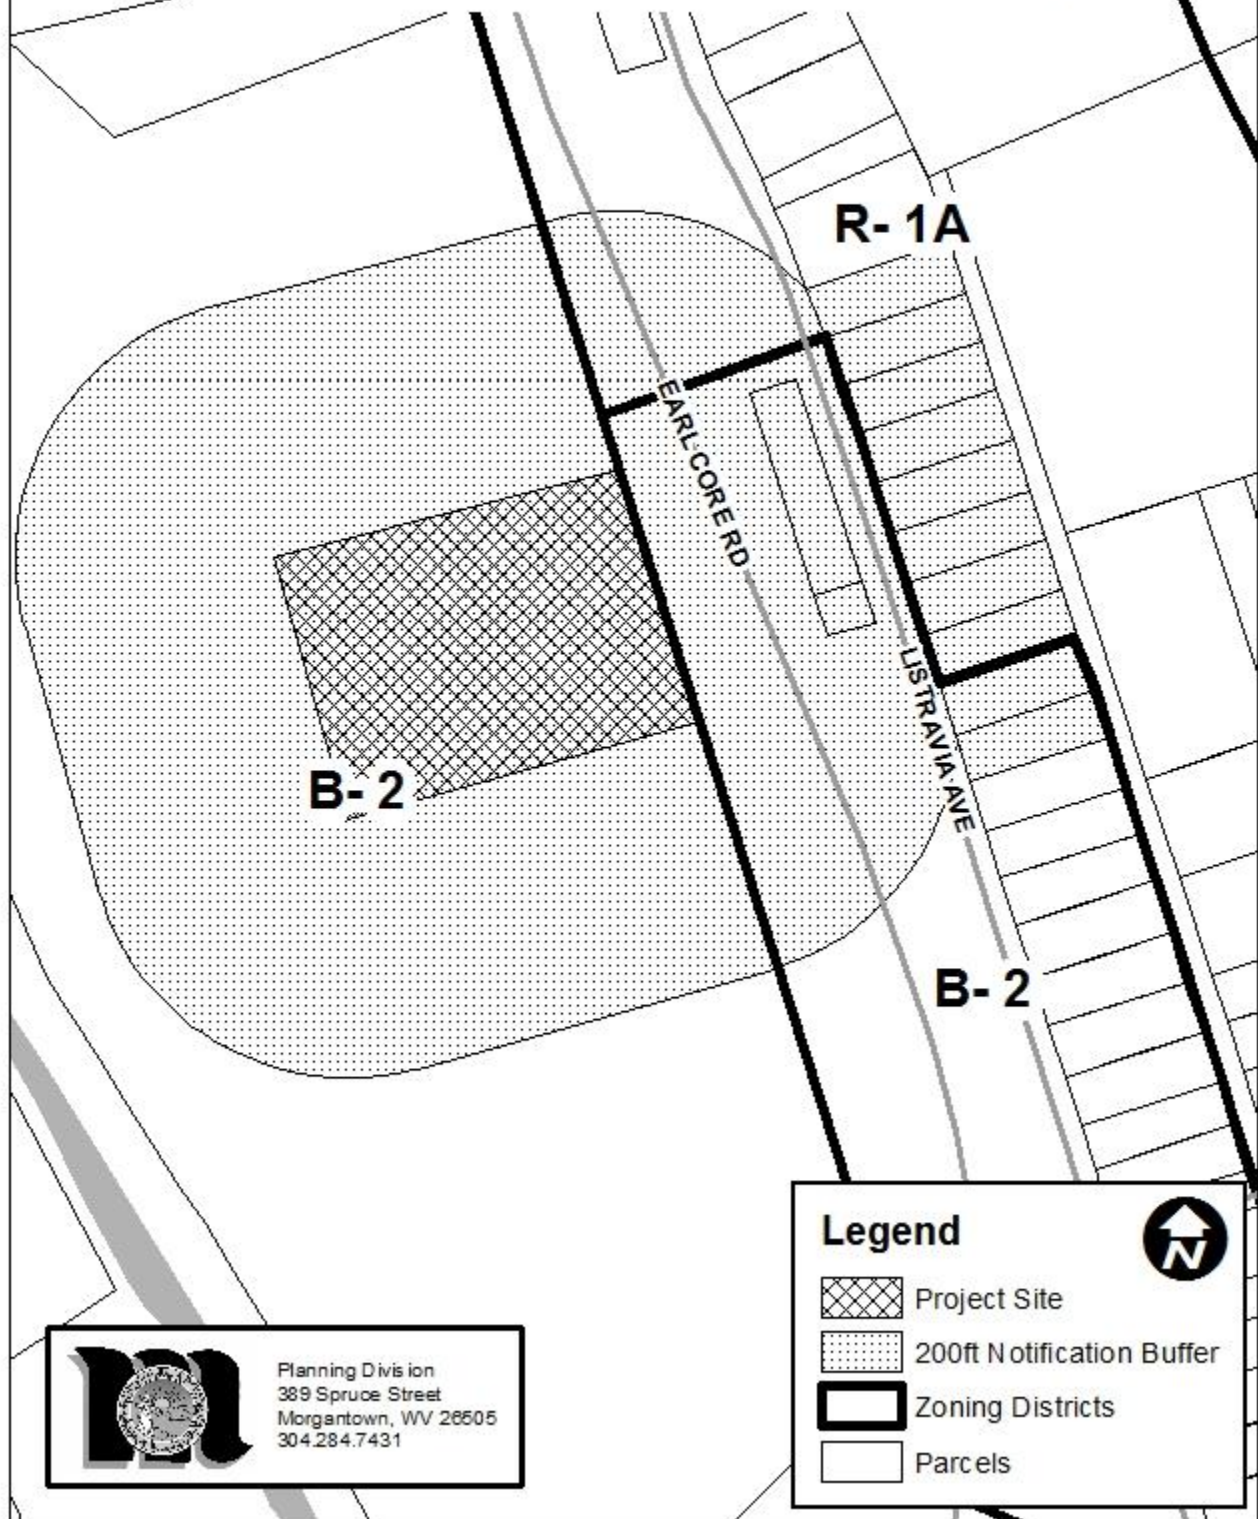 R- 1A
EARL CORE RD
LISTRAVIA AVE
B- 2
B- 2
Legend
N
Project Site
200ft Notification Buffer
Zoning Districts
Parcels
Planning Division
389 Spruce Street
Morgantown, WV 26505
304.284.7431